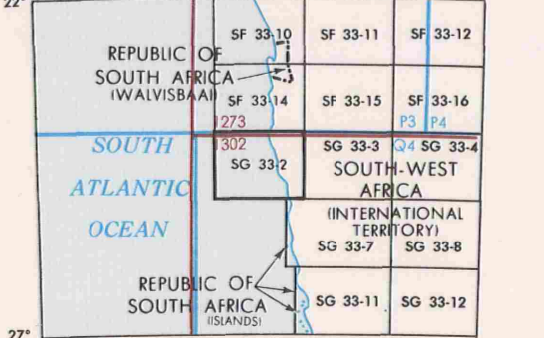 22°
SF 33-10 SF 33-11 SF 33-12
REPUBLIC OF
SOUTH AFRICA
(WALVISBAAI)
SF 33-14 SF 33-15 SF 33-16
1273 P3 P4
1302 SG 33-3 Q4 SG 33-4
SOUTH
ATLANTIC
OCEAN
SG 33-2
SOUTH-WEST
AFRICA
(INTERNATIONAL
TERRITORY)
SG 33-7 SG 33-8
REPUBLIC OF
SOUTH AFRICA
(ISLANDS)
SG 33-11 SG 33-12
27°